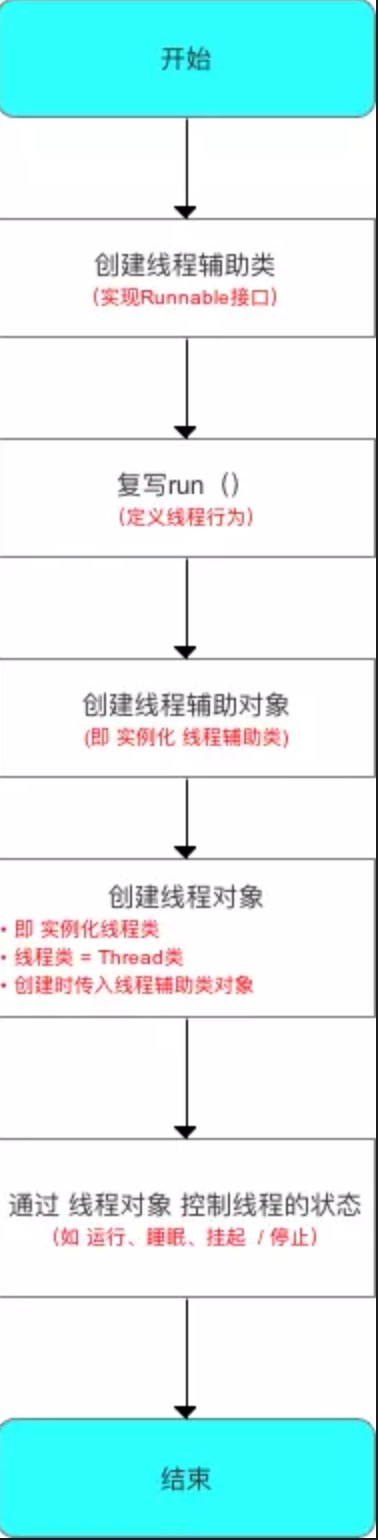 开始
创建线程辅助类
（实现Runnable接口）
复写run（）
（定义线程行为）
创建线程辅助对象
(即 实例化 线程辅助类)
创建线程对象
• 即 实例化线程类
• 线程类 = Thread类
• 创建时传入线程辅助类对象
通过 线程对象 控制线程的状态
（如 运行、睡眠、挂起 / 停止）
结束